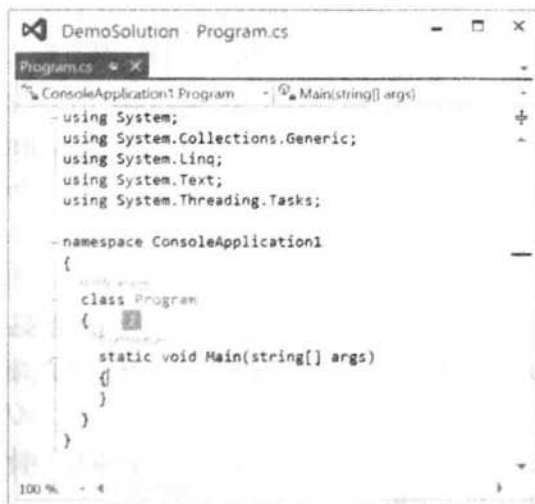 DemoSolution - Program.cs
Program.cs
ConsoleApplication1.Program
Main(string[] args)
using System;
using System.Collections.Generic;
using System.Linq;
using System.Text;
using System.Threading.Tasks;
namespace ConsoleApplication1
{
class Program
{
static void Main(string[] args)
{
}
}
}
100 %